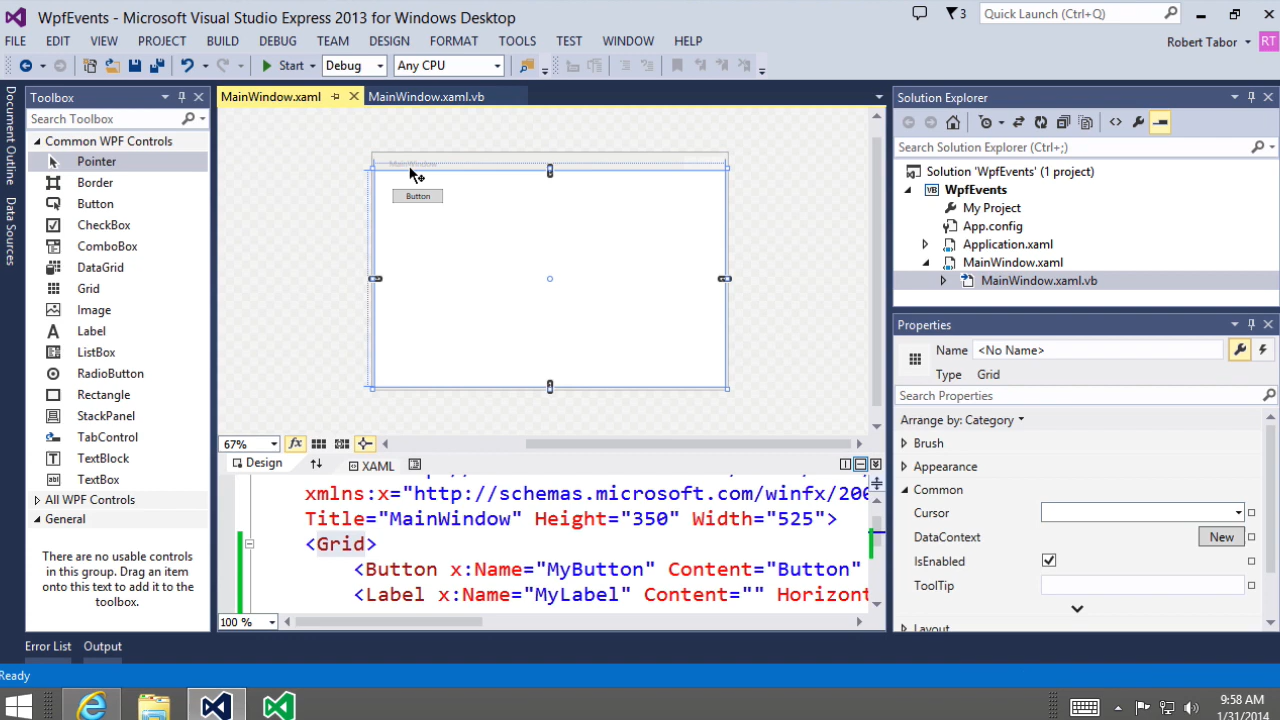 WpfEvents - Microsoft Visual Studio Express 2013 for Windows Desktop
3
Quick Launch (Ctrl+Q)
FILE EDIT VIEW PROJECT BUILD DEBUG TEAM DESIGN FORMAT TOOLS TEST WINDOW HELP
Robert Tabor
RT
Start Debug Any CPU
Document Outline
Data Sources
Toolbox
Search Toolbox
Common WPF Controls
Pointer
Border
Button
CheckBox
ComboBox
DataGrid
Grid
Image
Label
ListBox
RadioButton
Rectangle
StackPanel
TabControl
TextBlock
TextBox
All WPF Controls
General
There are no usable controls
in this group. Drag an item
onto this text to add it to the
toolbox.
MainWindow.xaml
MainWindow.xaml.vb
MainWindow
Button
67%
fx
Design
XAML
xmlns:x="http://schemas.microsoft.com/winfx/200
Title="MainWindow" Height="350" Width="525">
<Grid>
<Button x:Name="MyButton" Content="Button"
<Label x:Name="MyLabel" Content="" Horizont
100 %
Solution Explorer
Search Solution Explorer (Ctrl+;)
Solution 'WpfEvents' (1 project)
VB WpfEvents
My Project
App.config
Application.xaml
MainWindow.xaml
MainWindow.xaml.vb
Properties
Name <No Name>
Type Grid
Search Properties
Arrange by: Category
Brush
Appearance
Common
Cursor
DataContext New
IsEnabled
ToolTip
Layout
Error List Output
Ready
9:58 AM
1/31/2014